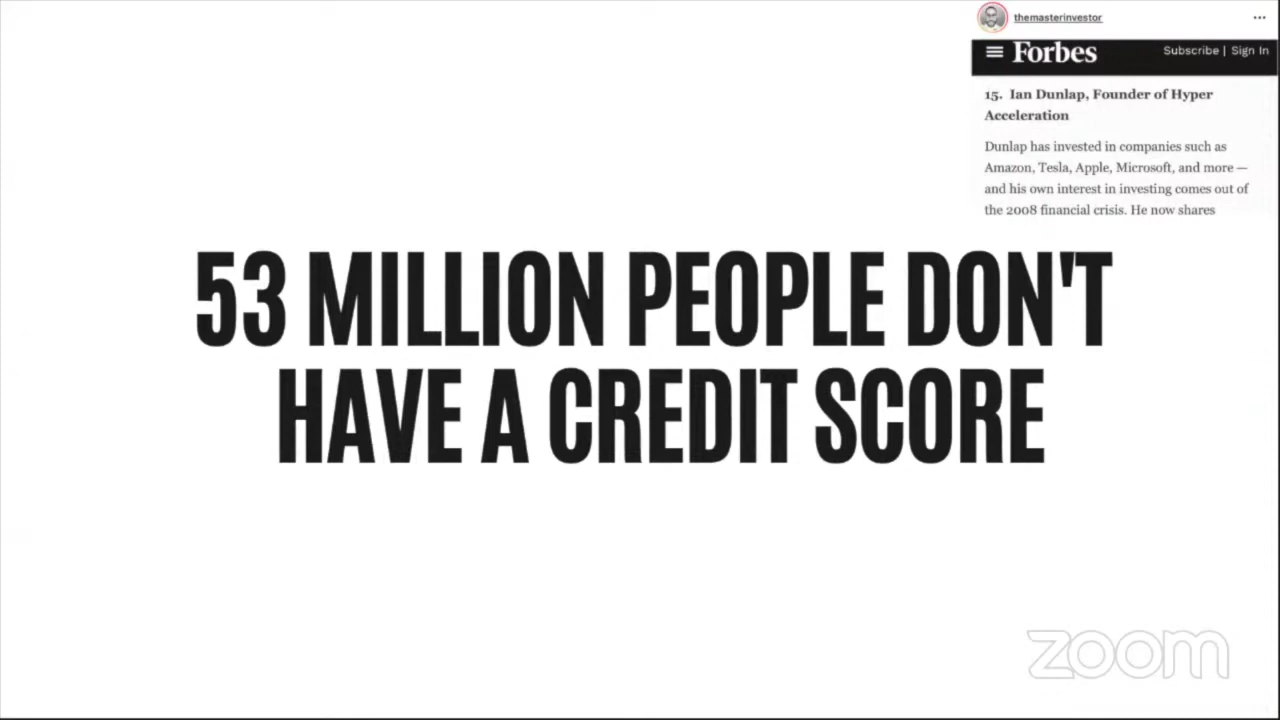 themasterinvestor
Forbes
Subscribe | Sign In
15. Ian Dunlap, Founder of Hyper
Acceleration
Dunlap has invested in companies such as
Amazon, Tesla, Apple, Microsoft, and more —
and his own interest in investing comes out of
the 2008 financial crisis. He now shares
53 MILLION PEOPLE DON'T
HAVE A CREDIT SCORE
zoom